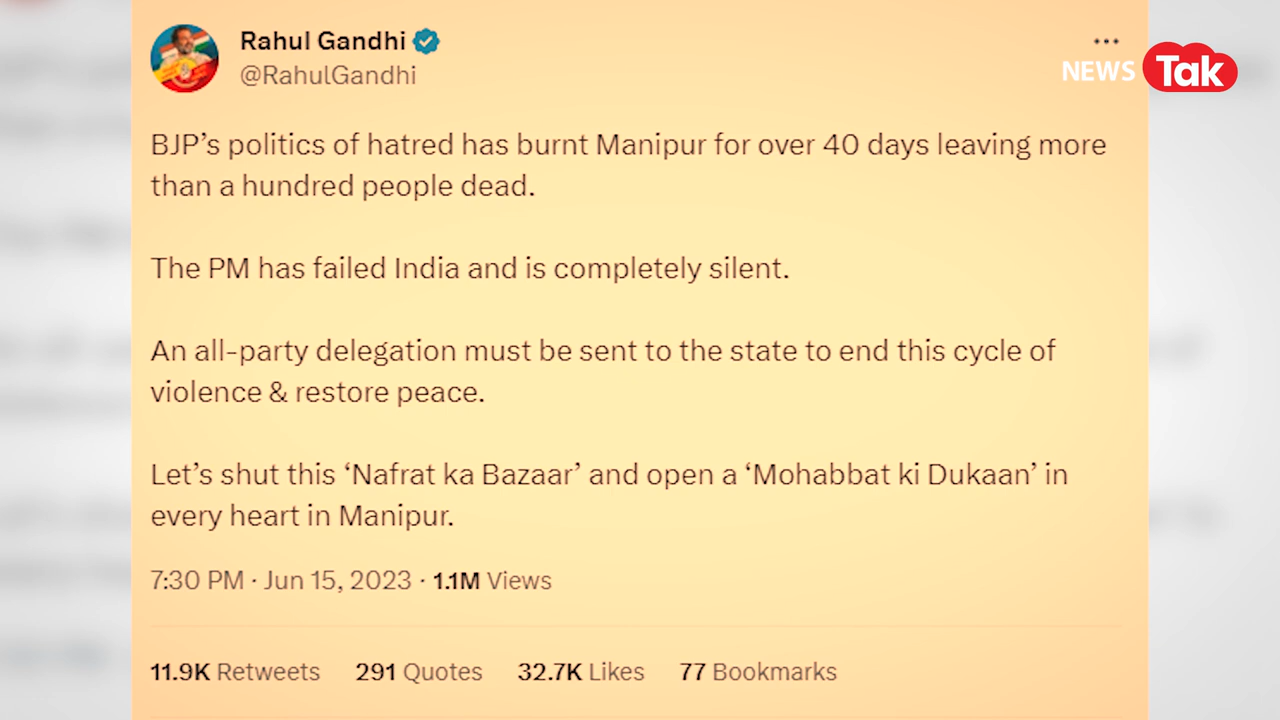 Rahul Gandhi
@RahulGandhi
NEWS Tak
BJP’s politics of hatred has burnt Manipur for over 40 days leaving more
than a hundred people dead.
The PM has failed India and is completely silent.
An all-party delegation must be sent to the state to end this cycle of
violence & restore peace.
Let’s shut this ‘Nafrat ka Bazaar’ and open a ‘Mohabbat ki Dukaan’ in
every heart in Manipur.
7:30 PM · Jun 15, 2023 · 1.1M Views
11.9K Retweets 291 Quotes 32.7K Likes 77 Bookmarks